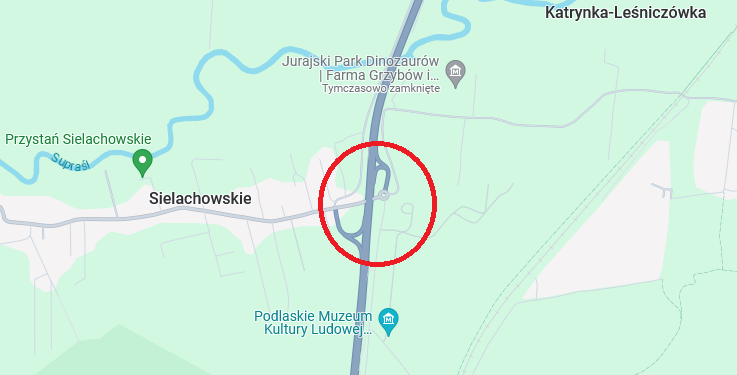 Katrynka-Leśniczówka
Jurajski Park Dinozaurów
| Farma Grzybów i…
Tymczasowo zamknięte
Przystań Sielachowskie
Supraśl
Sielachowskie
Podlaskie Muzeum
Kultury Ludowej…